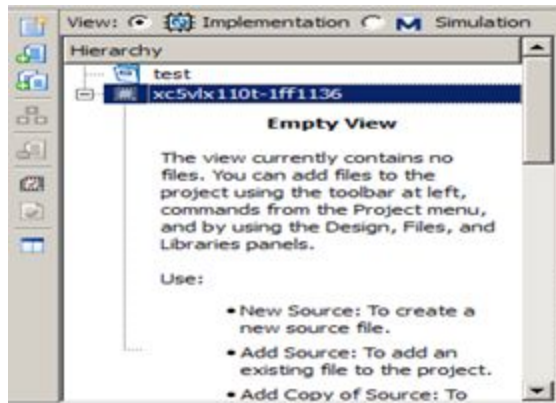 View: Implementation Simulation
Hierarchy
test
xc5vlx110t-1ff1136
Empty View
The view currently contains no
files. You can add files to the
project using the toolbar at left,
commands from the Project menu,
and by using the Design, Files, and
Libraries panels.
Use:
• New Source: To create a
new source file.
• Add Source: To add an
existing file to the project.
• Add Copy of Source: To